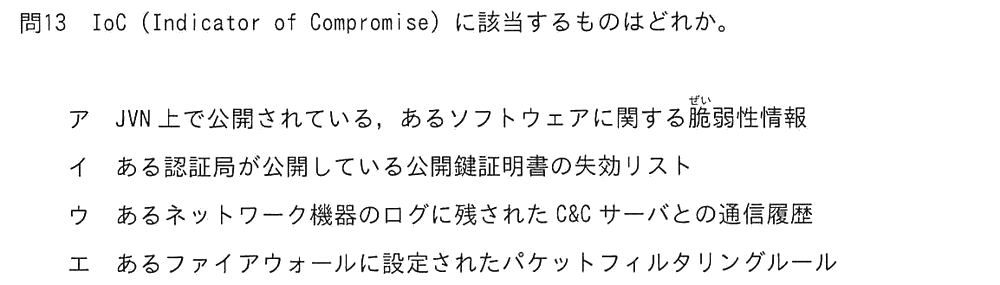 問13 IoC (Indicator of Compromise) に該当するものはどれか。
ぜい
ア JVN 上で公開されている，あるソフトウェアに関する脆弱性情報
イ ある認証局が公開している公開鍵証明書の失効リスト
ウ あるネットワーク機器のログに残された C&C サーバとの通信履歴
エ あるファイアウォールに設定されたパケットフィルタリングルール